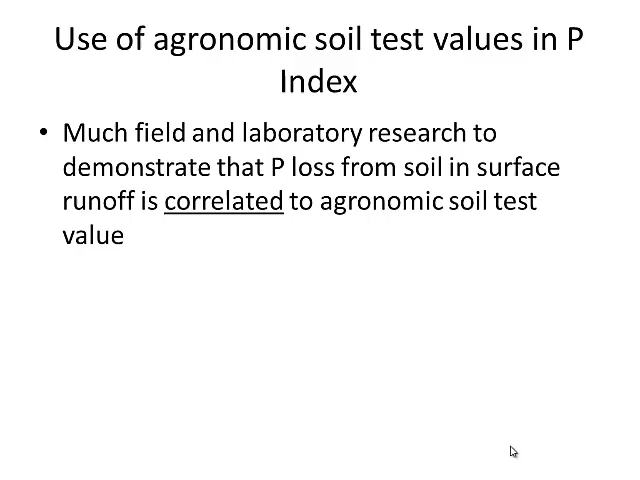 Use of agronomic soil test values in P
Index
• Much field and laboratory research to
demonstrate that P loss from soil in surface
runoff is correlated to agronomic soil test
value